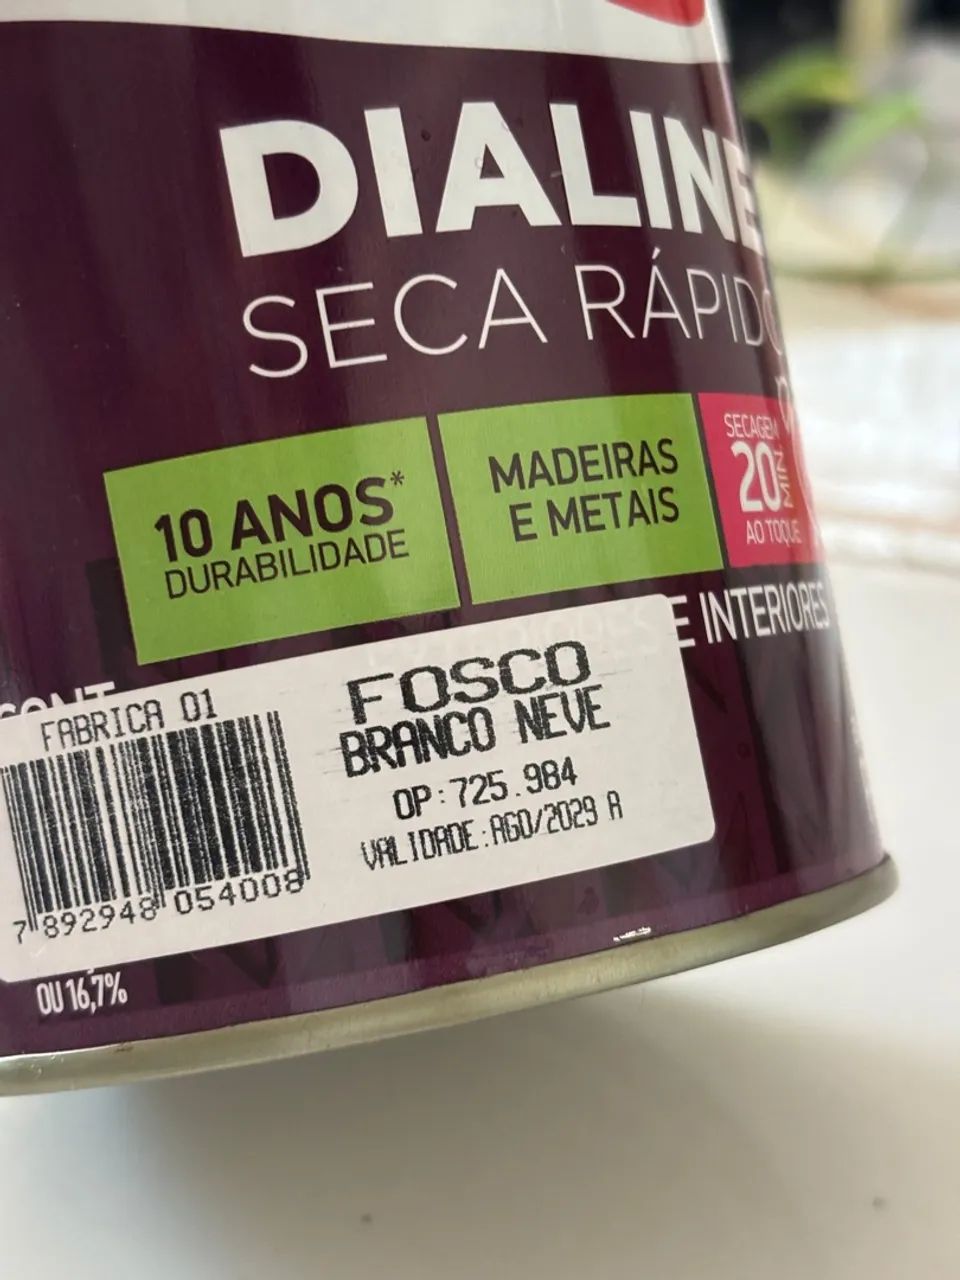 DIALINE
SECA RÁPIDO
10 ANOS*
DURABILIDADE
MADEIRAS
E METAIS
SECAGEM
20 MIN
AO TOQUE
E INTERIORES
FABRICA 01
FOSCO
BRANCO NEVE
OP:725.984
VALIDADE:AGO/2029 A
7 892948 054008
OU 16,7%